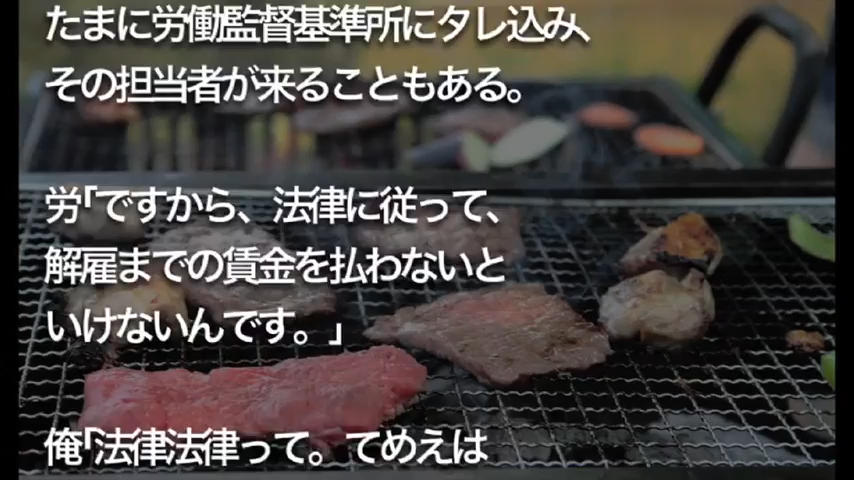 たまに労働監督基準所にタレ込み、
その担当者が来ることもある。
労「ですから、法律に従って、
解雇までの賃金を払わないと
いけないんです。」
俺「法律法律って。てめえは